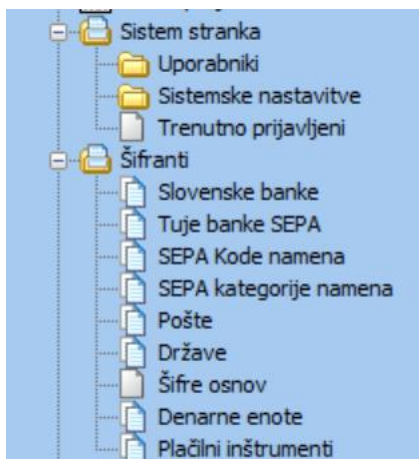 Sistem stranka
Uporabniki
Sistemske nastavitve
Trenutno prijavljeni
Šifranti
Slovenske banke
Tuje banke SEPA
SEPA Kode namena
SEPA kategorije namena
Pošte
Države
Šifre osnov
Denarne enote
Plačilni inštrumenti